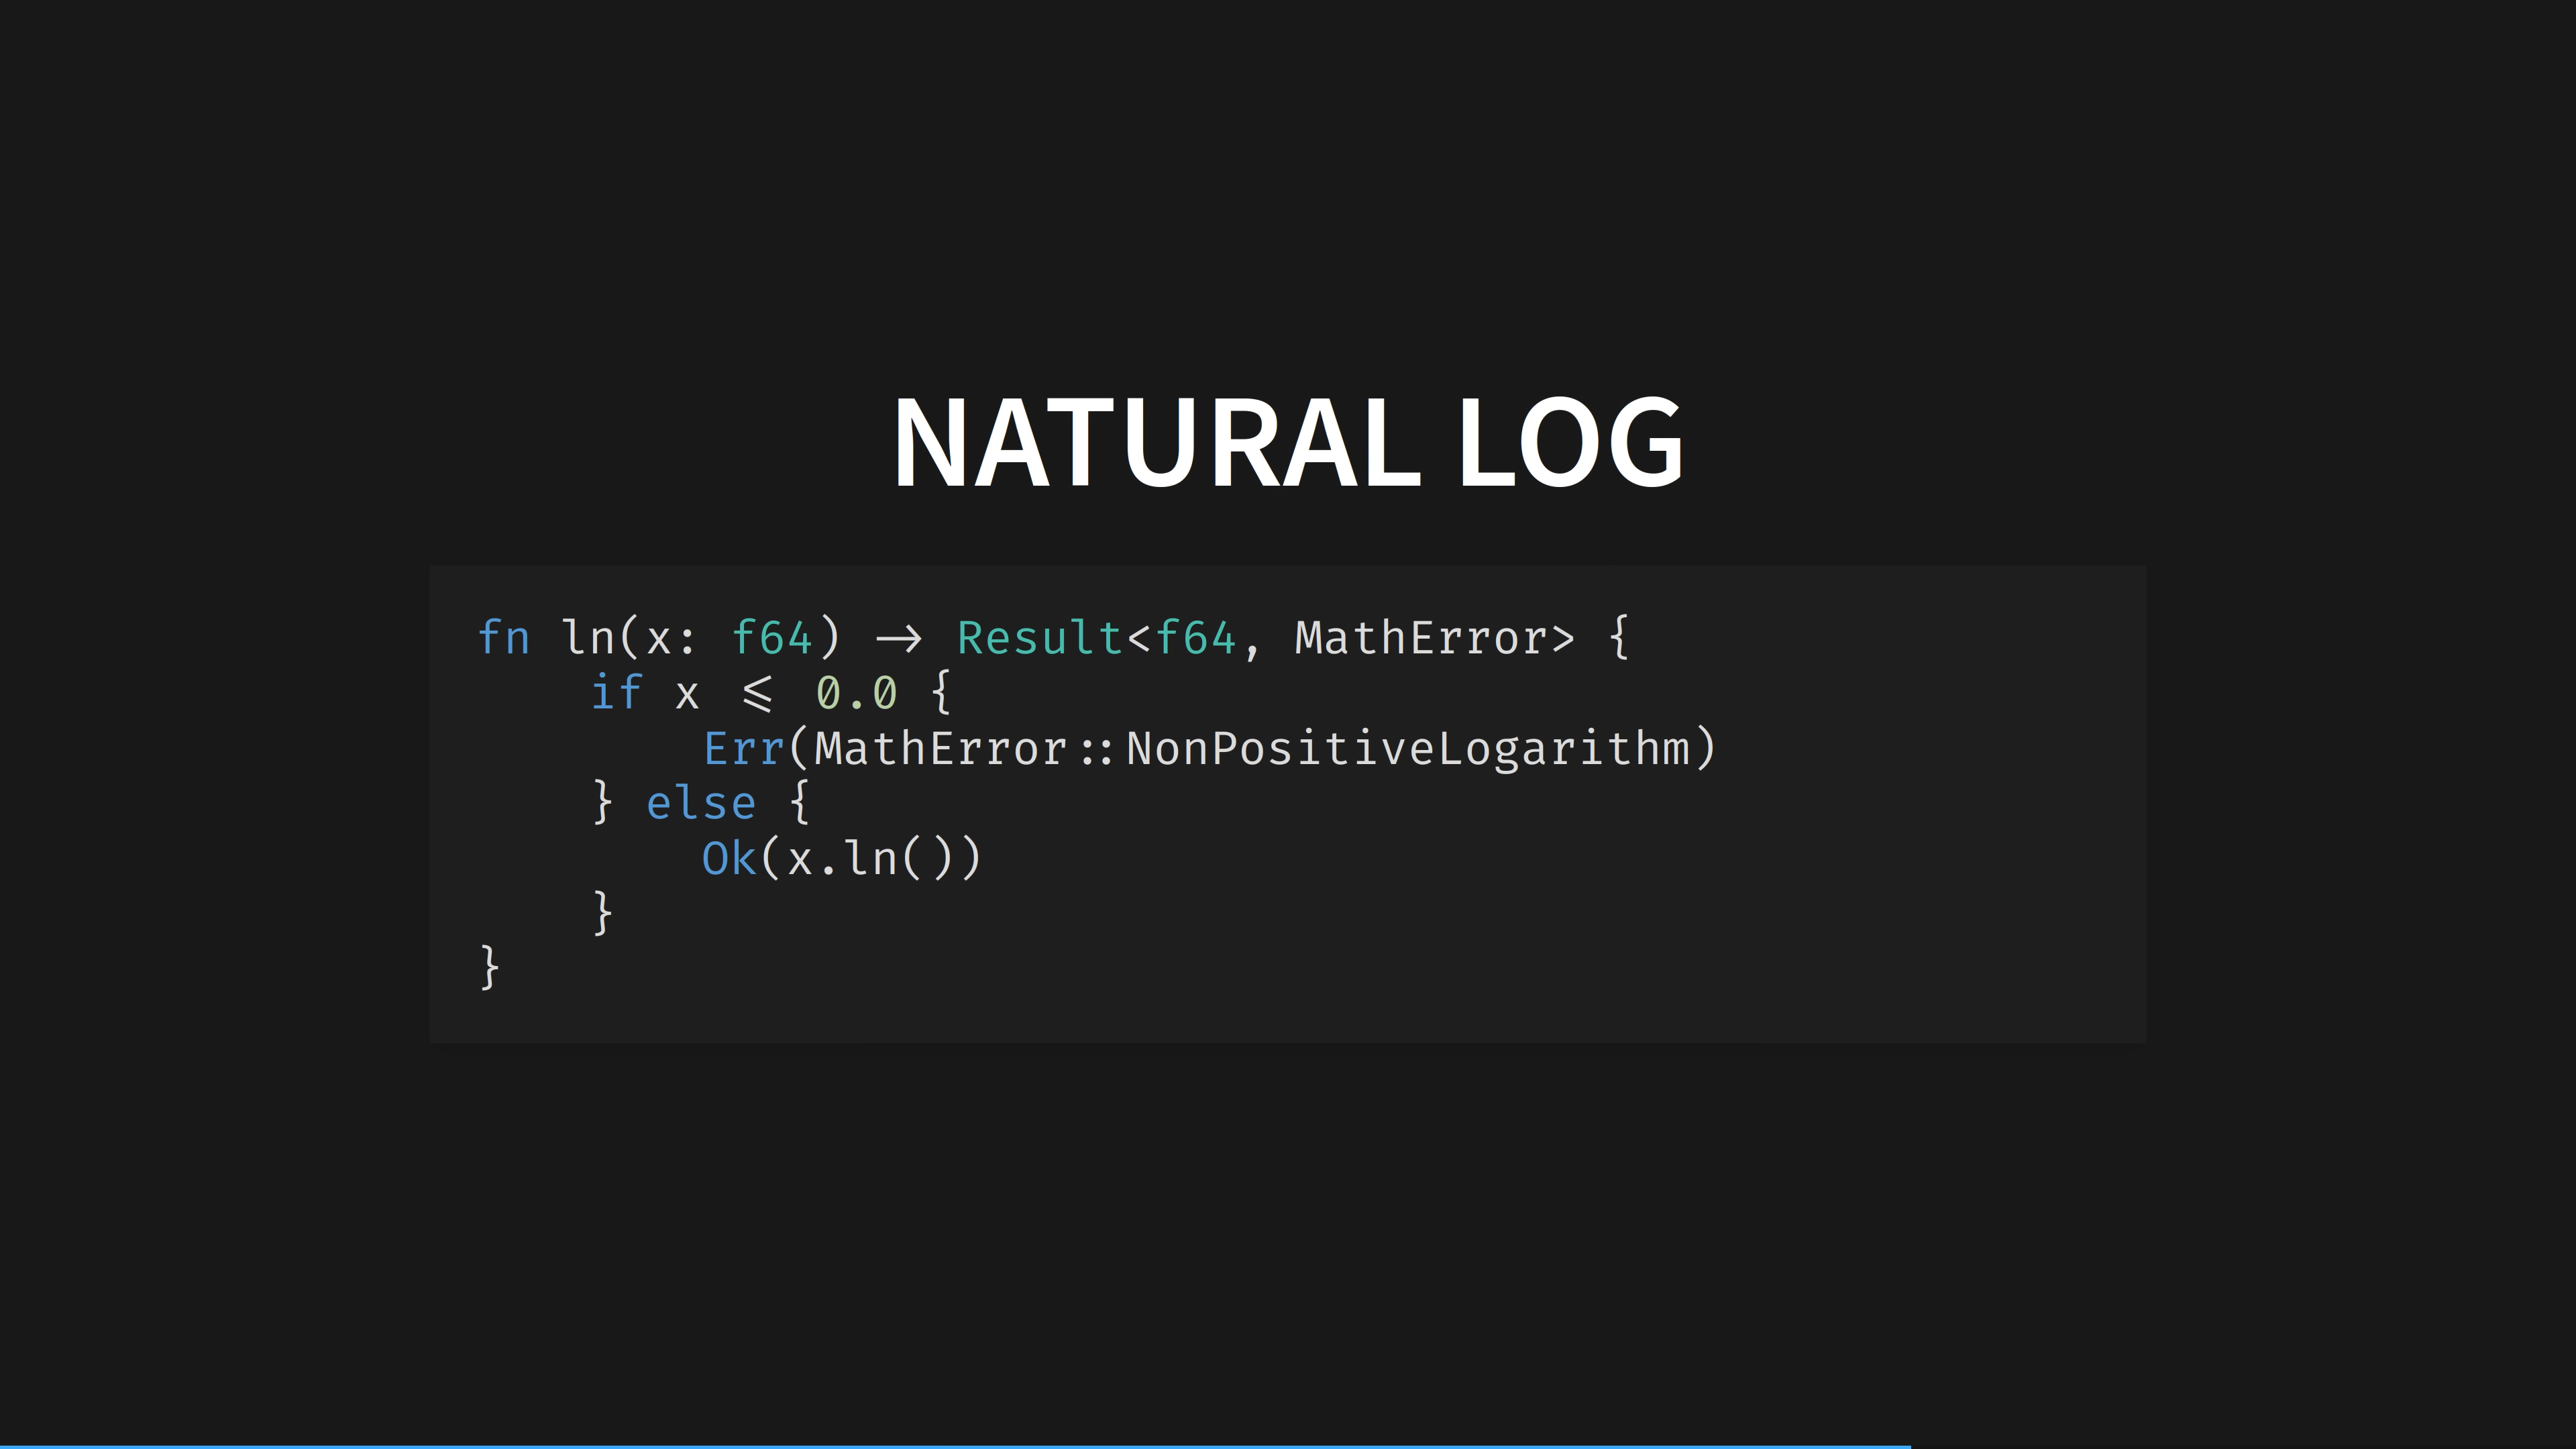 NATURAL LOG
fn ln(x: f64) -> Result<f64, MathError> {
    if x <= 0.0 {
        Err(MathError::NonPositiveLogarithm)
    } else {
        Ok(x.ln())
    }
}